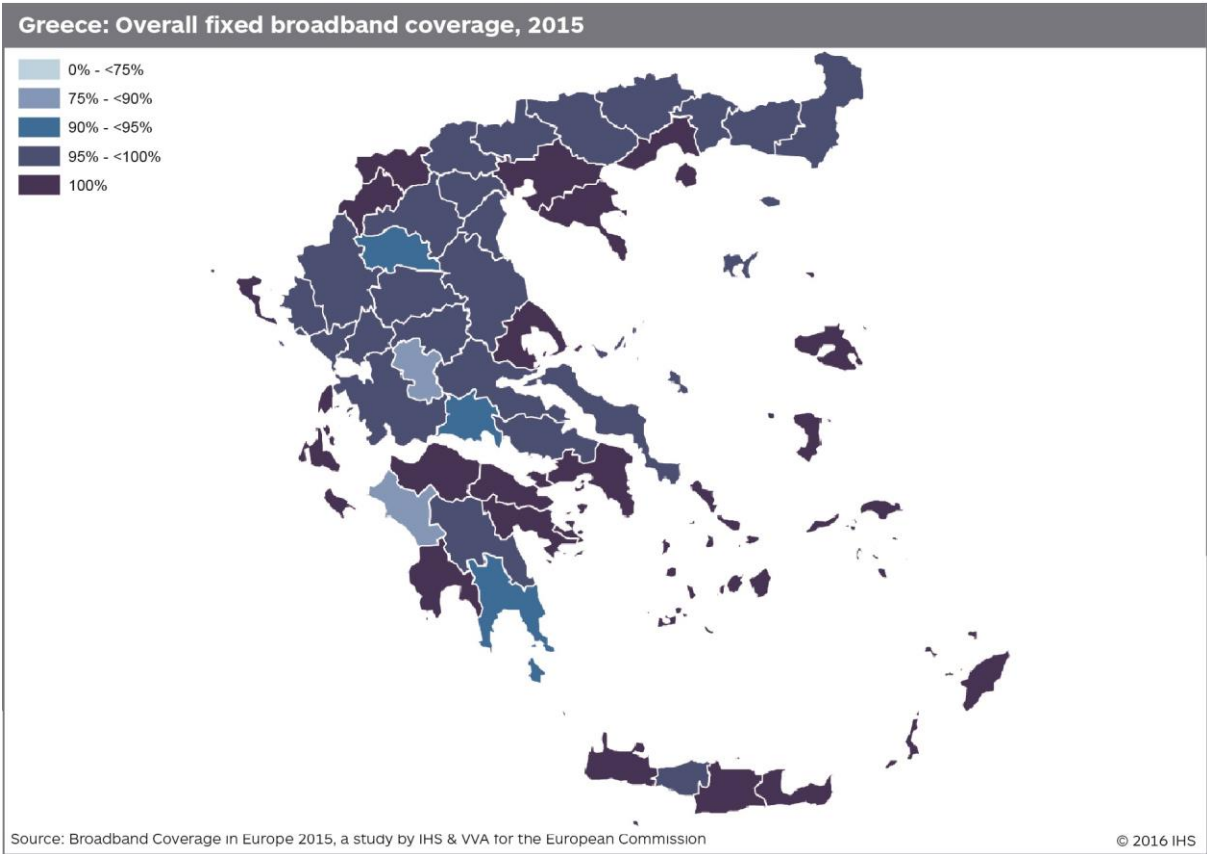 Greece: Overall fixed broadband coverage, 2015
0% - <75%
75% - <90%
90% - <95%
95% - <100%
100%
Source: Broadband Coverage in Europe 2015, a study by IHS & VVA for the European Commission
© 2016 IHS